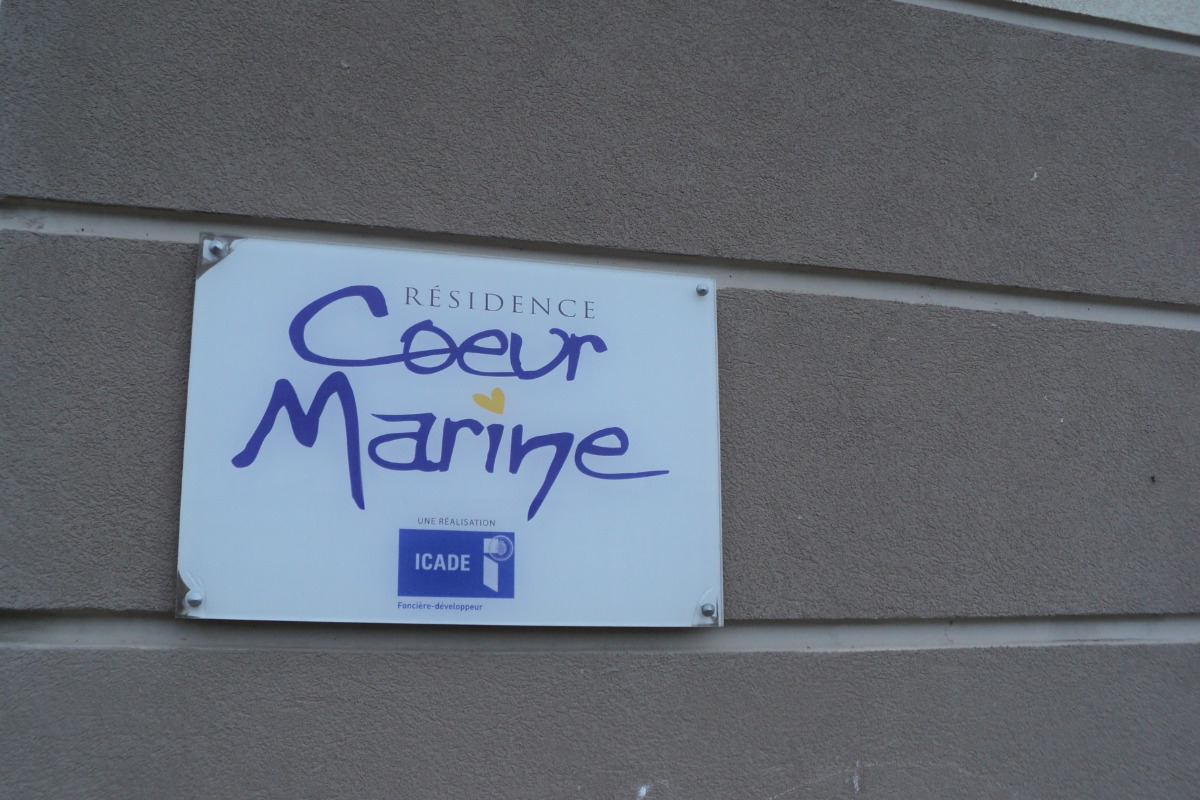 RÉSIDENCE
Coeur
Marine
UNE RÉALISATION
ICADE
Foncière-développeur